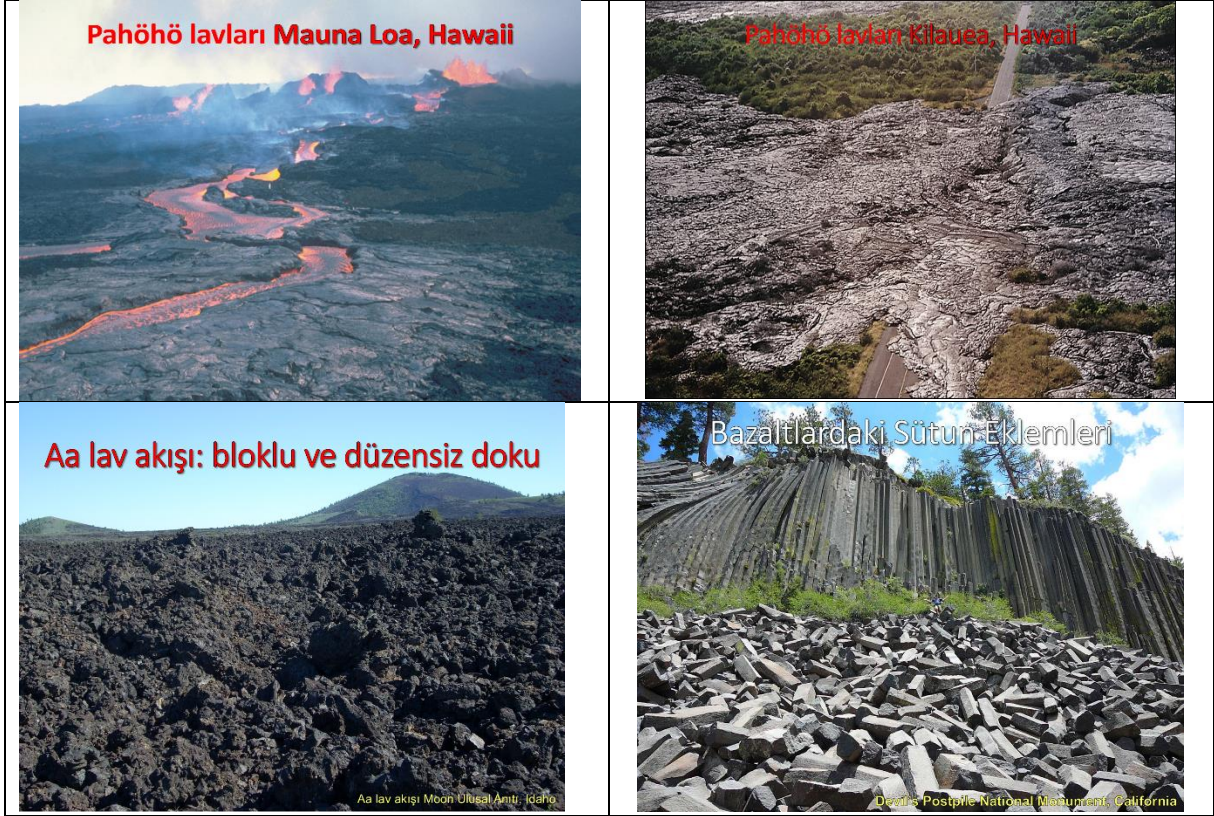 Pahöhö lavları Mauna Loa, Hawaii
Pahöhö lavları Kilauea, Hawaii
Aa lav akışı: bloklu ve düzensiz doku
Aa lav akışı Moon Ulusal Anıtı, Idaho
Bazaltlardaki Sütun Eklemleri
Devil's Postpile National Monument, California